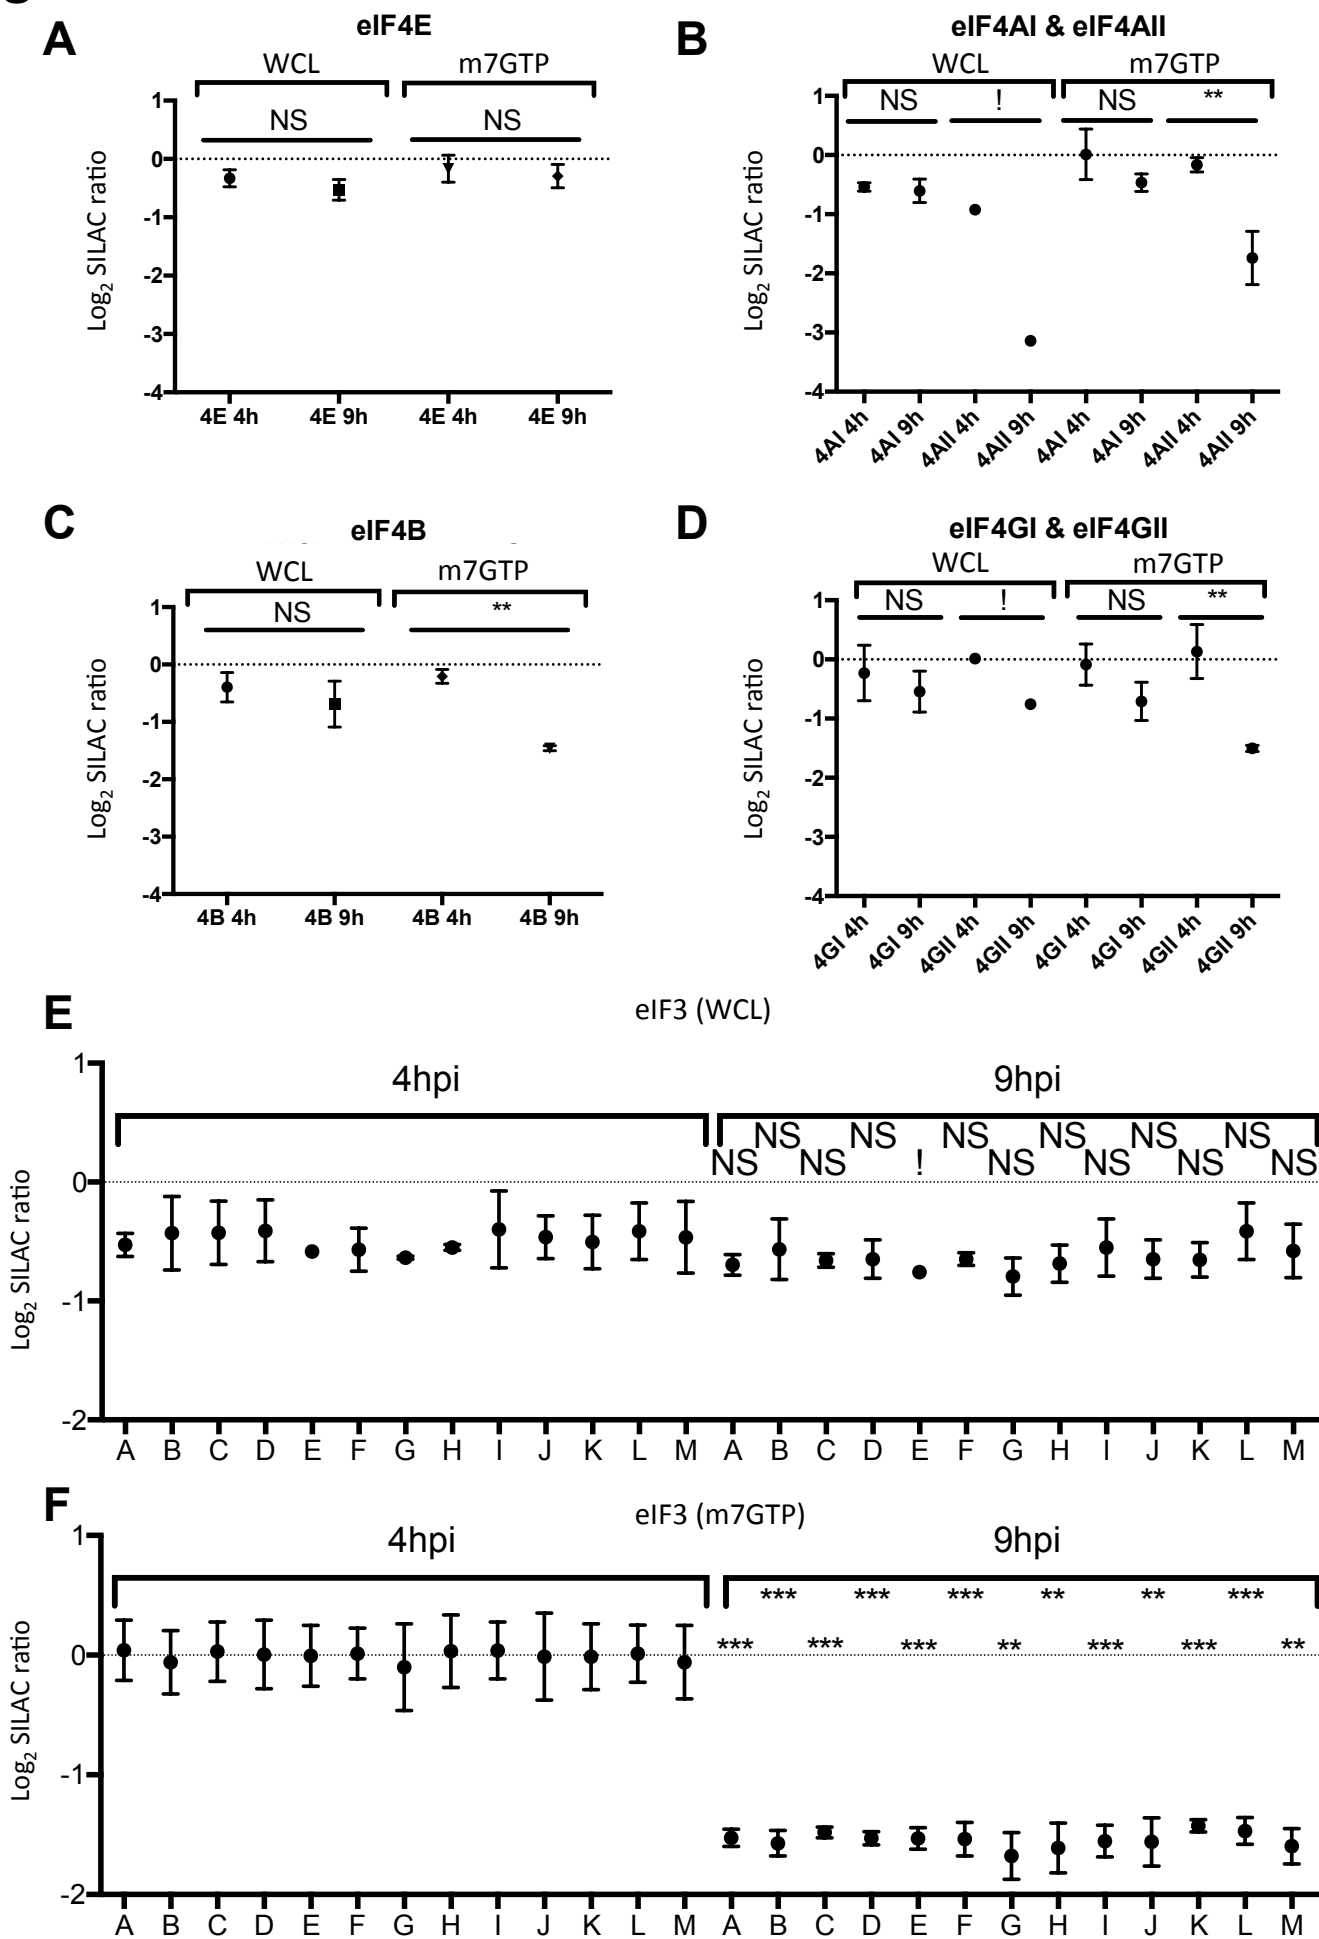 A
eIF4E
WCL
m7GTP
NS
NS
Log2 SILAC ratio
1
0
-1
-2
-3
-4
4E 4h
4E 9h
4E 4h
4E 9h
B
eIF4AI & eIF4AII
WCL
m7GTP
NS
!
NS
**
Log2 SILAC ratio
1
0
-1
-2
-3
-4
4AI 4h
4AI 9h
4AII 4h
4AII 9h
4AI 4h
4AI 9h
4AII 4h
4AII 9h
C
eIF4B
WCL
m7GTP
NS
**
Log2 SILAC ratio
1
0
-1
-2
-3
-4
4B 4h
4B 9h
4B 4h
4B 9h
D
eIF4GI & eIF4GII
WCL
m7GTP
NS
!
NS
**
Log2 SILAC ratio
1
0
-1
-2
-3
-4
4GI 4h
4GI 9h
4GII 4h
4GII 9h
4GI 4h
4GI 9h
4GII 4h
4GII 9h
E
eIF3 (WCL)
4hpi
9hpi
NS NS NS NS NS NS
NS NS ! NS NS NS NS
Log2 SILAC ratio
1
0
-1
-2
A B C D E F G H I J K L M A B C D E F G H I J K L M
F
eIF3 (m7GTP)
4hpi
9hpi
*** *** *** ** ** ***
*** *** *** ** *** *** **
Log2 SILAC ratio
1
0
-1
-2
A B C D E F G H I J K L M A B C D E F G H I J K L M